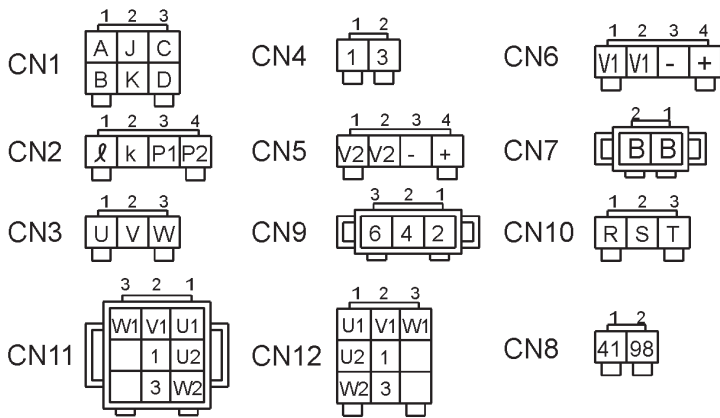 1 2 3
CN1
A J C
B K D
1 2
CN4
1 3
1 2 3 4
CN6
V1 V1 - +
1 2 3 4
CN2
ℓ k P1 P2
1 2 3 4
CN5
V2 V2 - +
2 1
CN7
B B
1 2 3
CN3
U V W
3 2 1
CN9
6 4 2
1 2 3
CN10
R S T
3 2 1
CN11
W1 V1 U1
1 U2
3 W2
1 2 3
CN12
U1 V1 W1
U2 1
W2 3
1 2
CN8
41 98